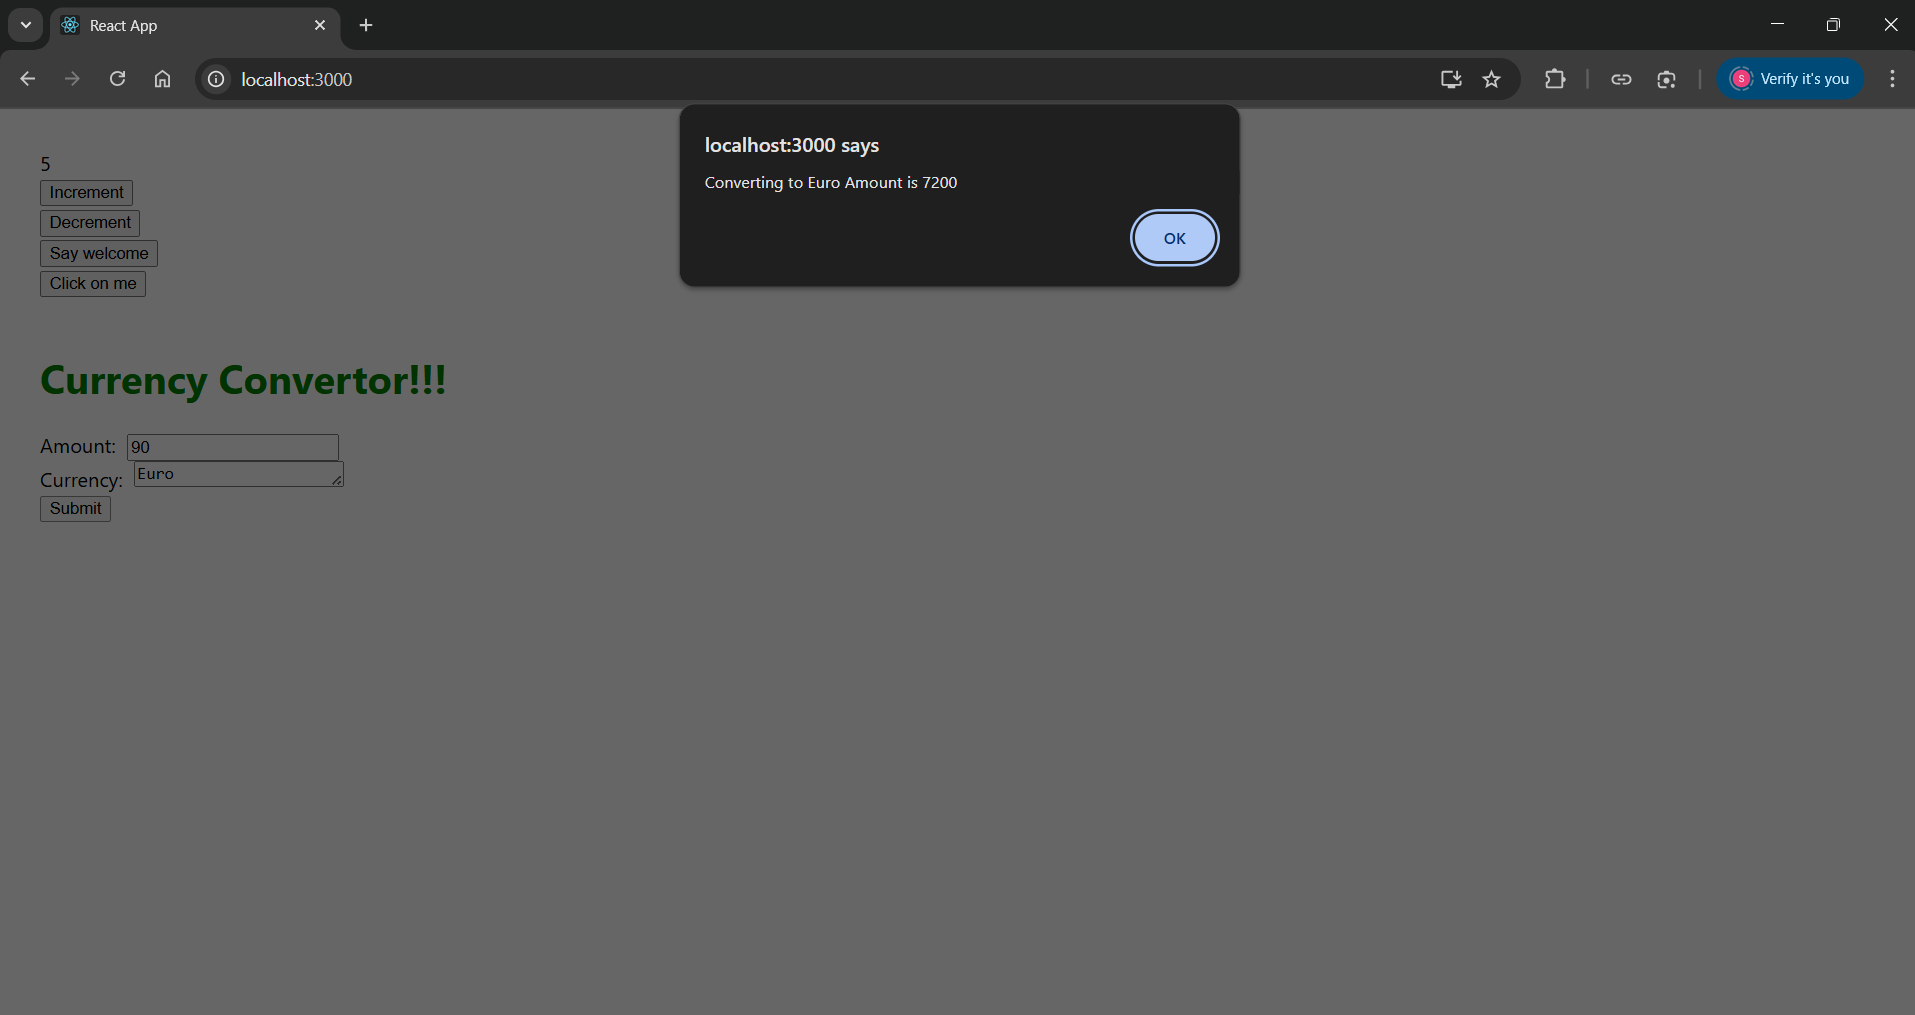 React App
localhost:3000
S
Verify it's you
localhost:3000 says
Converting to Euro Amount is 7200
OK
5
Increment
Decrement
Say welcome
Click on me
Currency Convertor!!!
Amount: 90
Currency: Euro
Submit